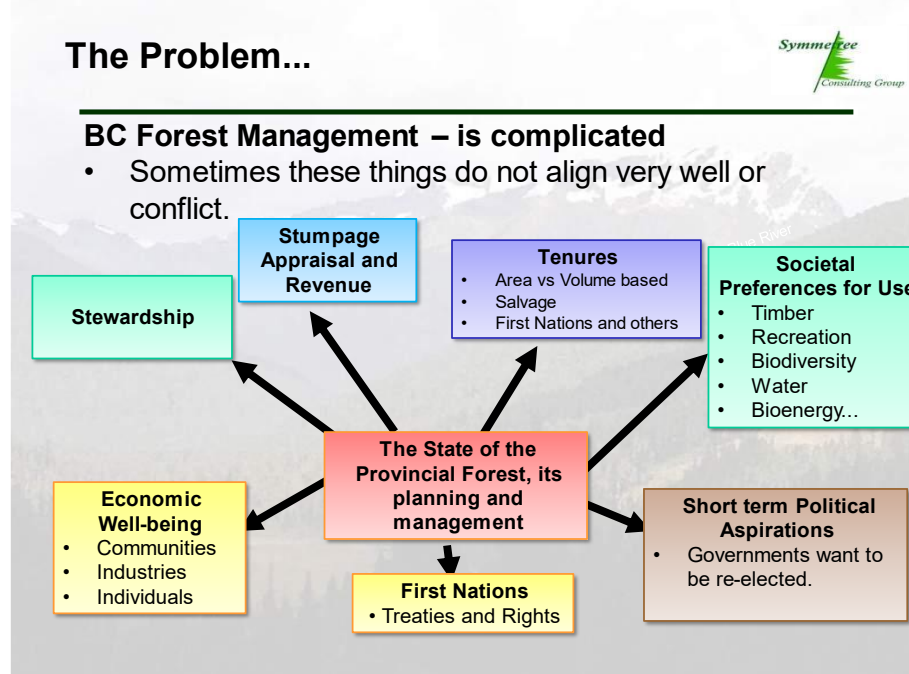 The Problem...
Symmetree
Consulting Group
BC Forest Management – is complicated
• Sometimes these things do not align very well or
conflict.
Blue River
Stumpage
Appraisal and
Revenue
Tenures
• Area vs Volume based
• Salvage
• First Nations and others
Societal
Preferences for Use
• Timber
• Recreation
• Biodiversity
• Water
• Bioenergy...
Stewardship
The State of the
Provincial Forest, its
planning and
management
Economic
Well-being
• Communities
• Industries
• Individuals
First Nations
• Treaties and Rights
Short term Political
Aspirations
• Governments want to
be re-elected.